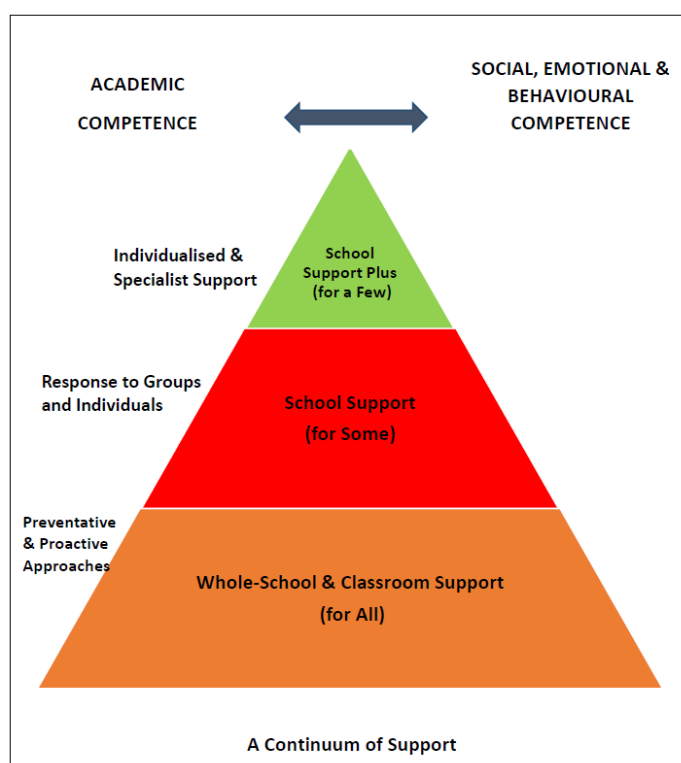 ACADEMIC
COMPETENCE
SOCIAL, EMOTIONAL &
BEHAVIOURAL
COMPETENCE
Individualised &
Specialist Support
School
Support Plus
(for a Few)
Response to Groups
and Individuals
School Support
(for Some)
Preventative
& Proactive
Approaches
Whole-School & Classroom Support
(for All)
A Continuum of Support